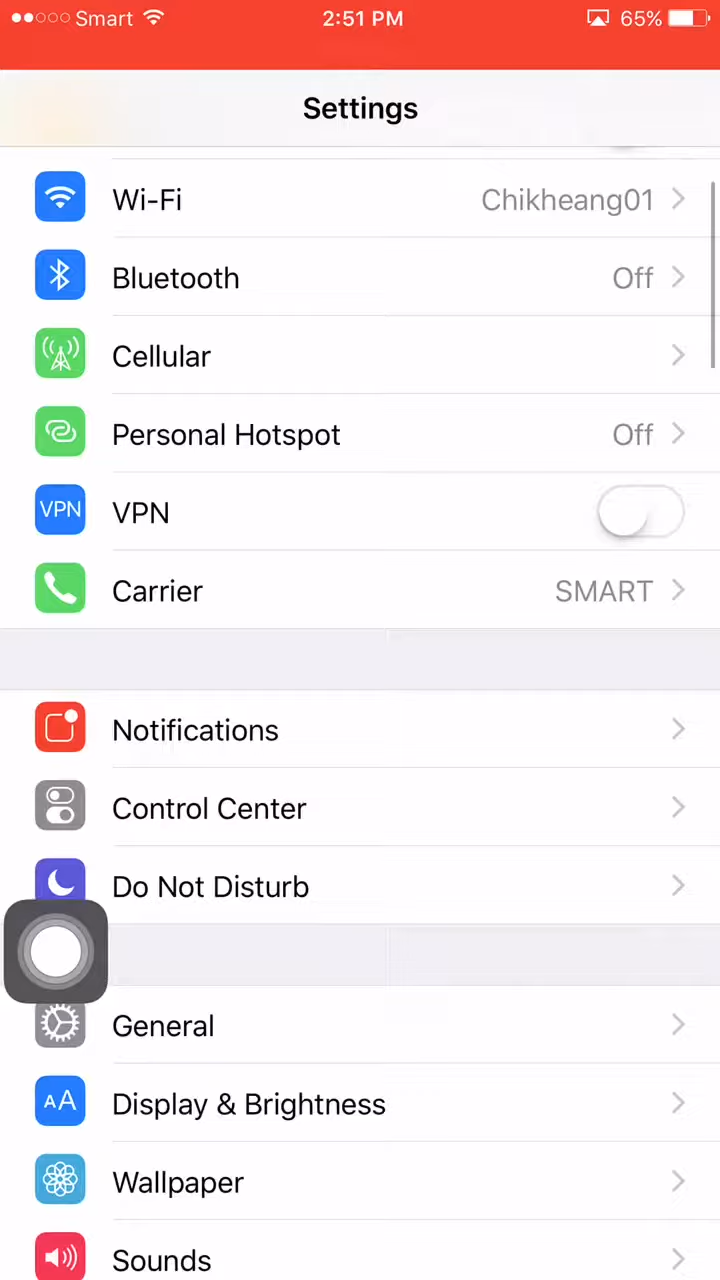 Smart 2:51 PM 65%
Settings
Wi-Fi Chikheang01
Bluetooth Off
Cellular
Personal Hotspot Off
VPN VPN
Carrier SMART
Notifications
Control Center
Do Not Disturb
General
AA Display & Brightness
Wallpaper
Sounds